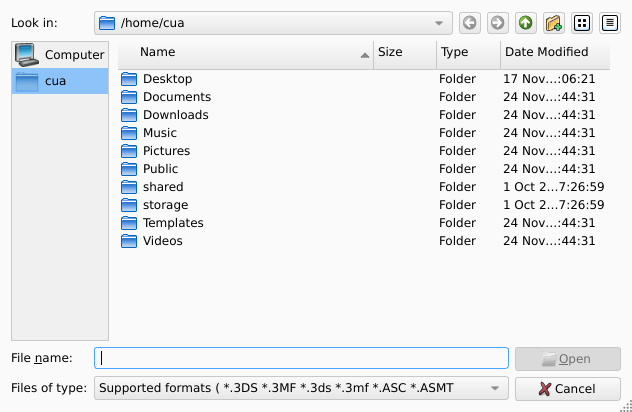 Look in: /home/cua
Computer
cua
Name Size Type Date Modified
Desktop Folder 17 Nov...:06:21
Documents Folder 24 Nov...:44:31
Downloads Folder 24 Nov...:44:31
Music Folder 24 Nov...:44:31
Pictures Folder 24 Nov...:44:31
Public Folder 24 Nov...:44:31
shared Folder 1 Oct 2...7:26:59
storage Folder 1 Oct 2...7:26:59
Templates Folder 24 Nov...:44:31
Videos Folder 24 Nov...:44:31
File name: Open
Files of type: Supported formats ( *.3DS *.3MF *.3ds *.3mf *.ASC *.ASMT Cancel